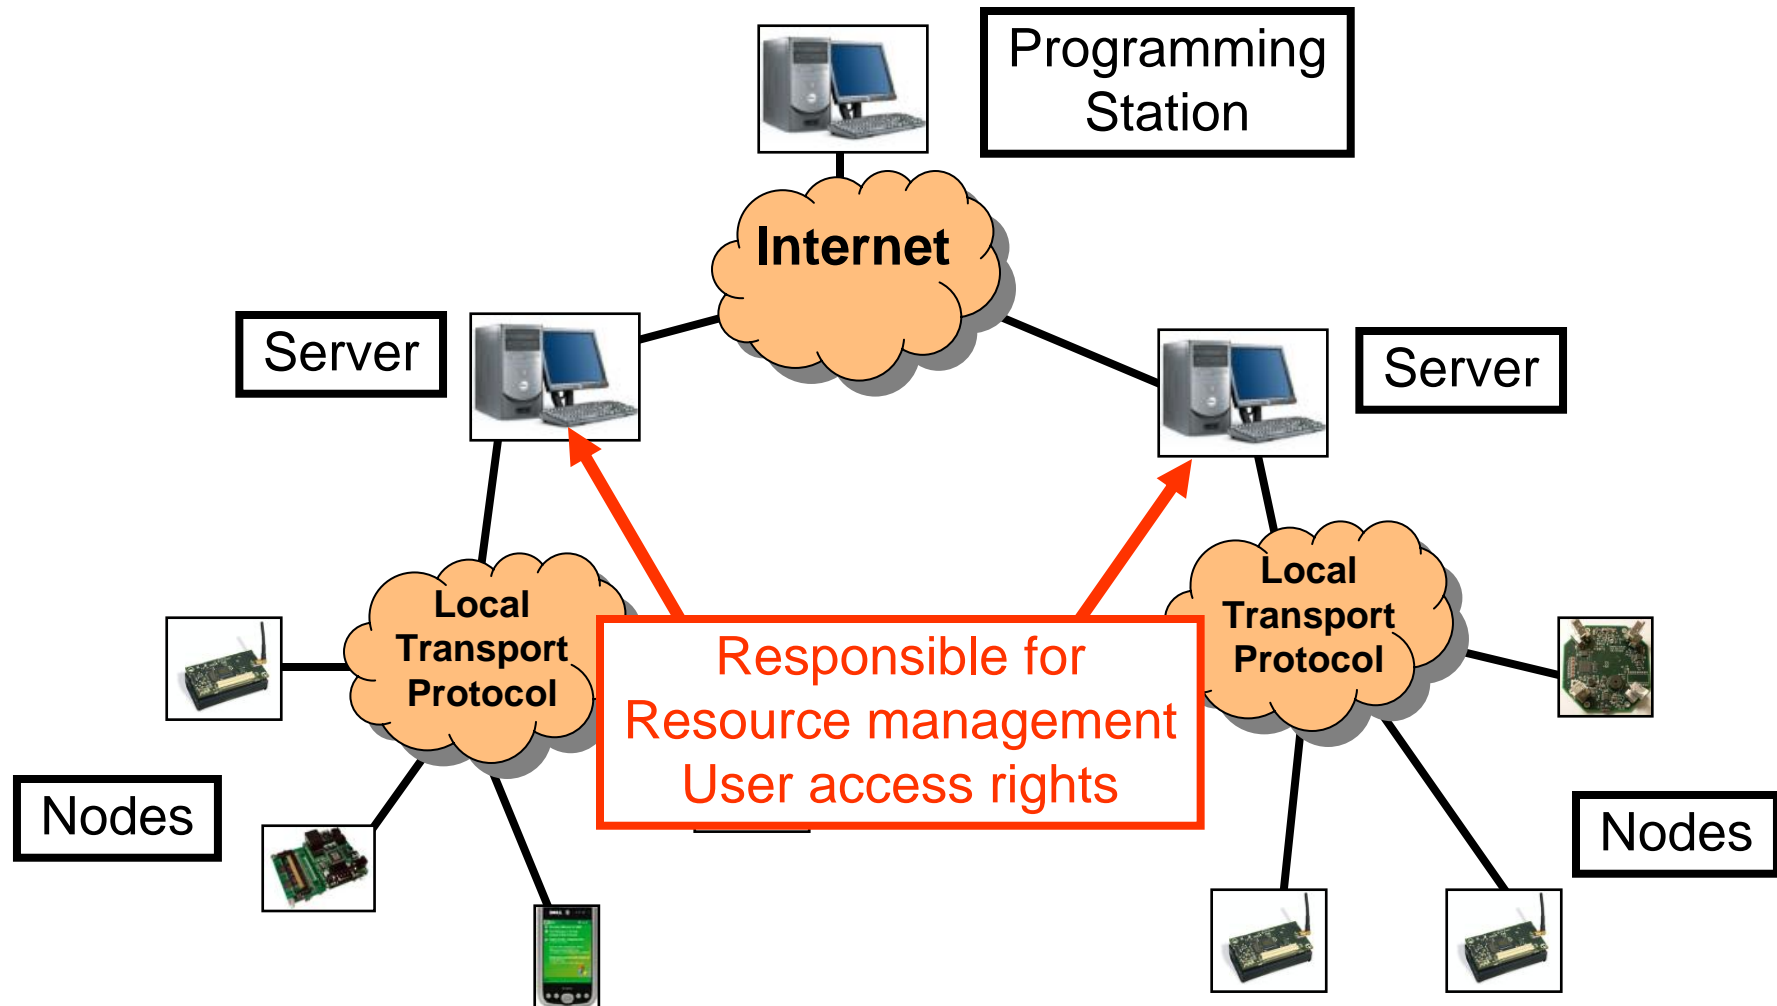 Programming
Station
Internet
Server
Server
Local
Transport
Protocol
Local
Transport
Protocol
Responsible for
Resource management
User access rights
Nodes
Nodes
DELL